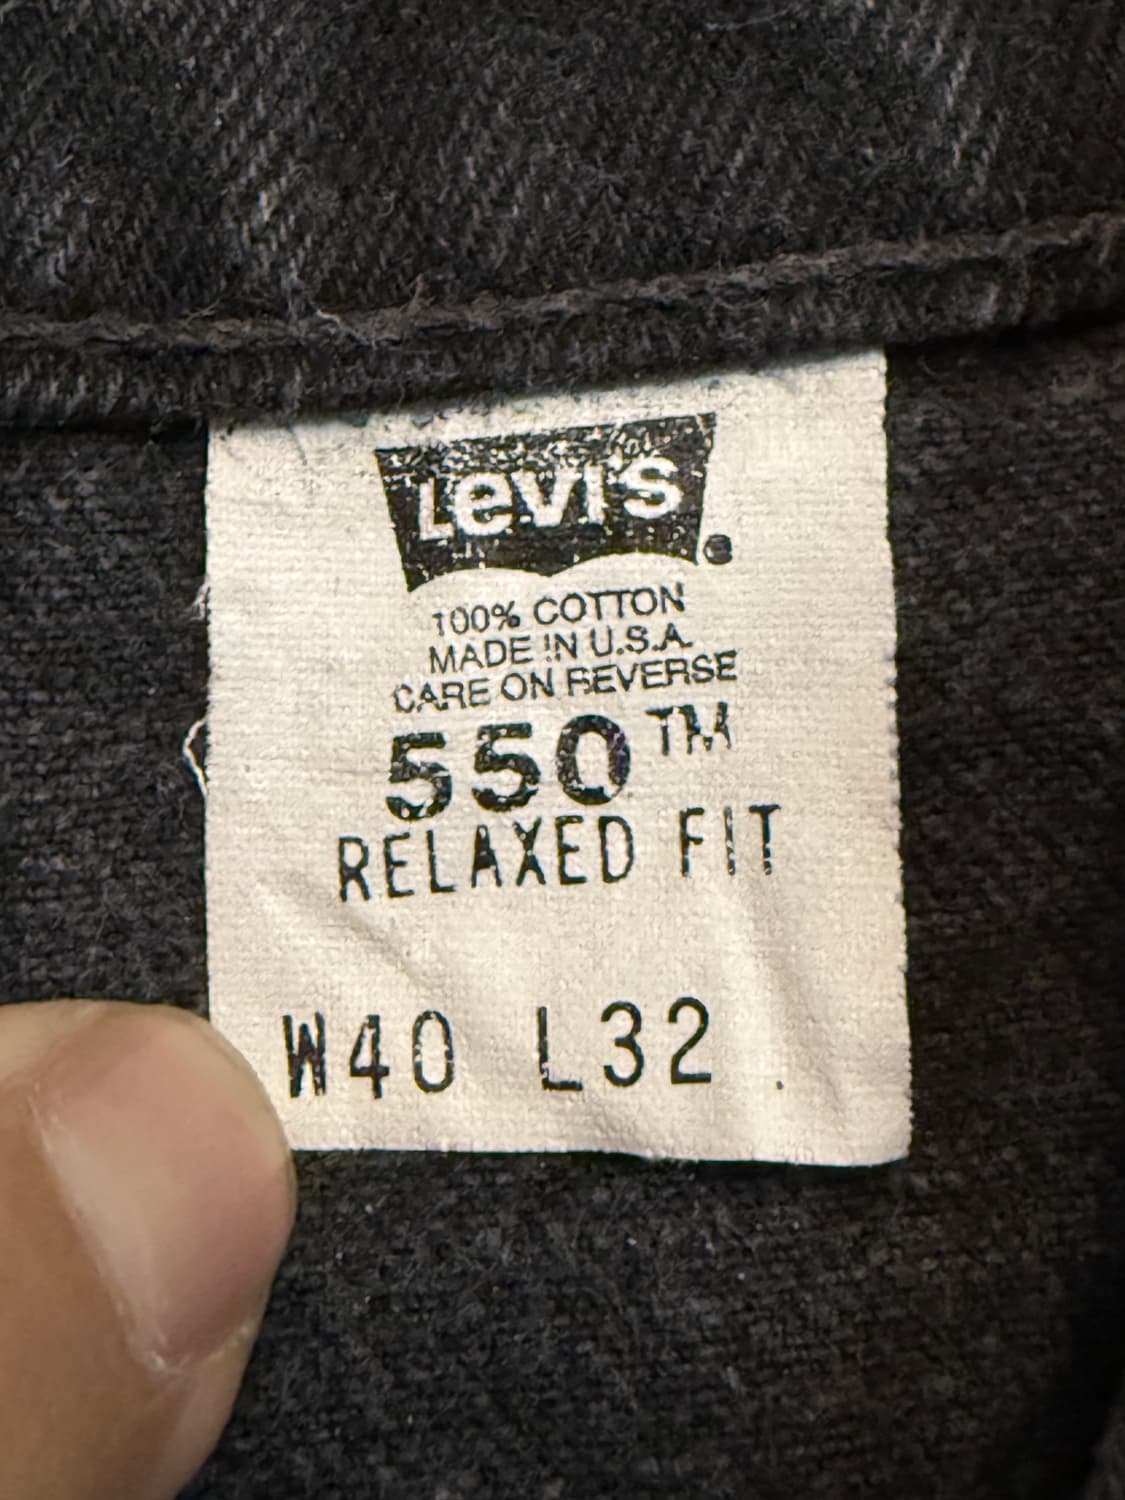 Levi's®
100% COTTON
MADE IN U.S.A.
CARE ON REVERSE
550™
RELAXED FIT
W40 L32